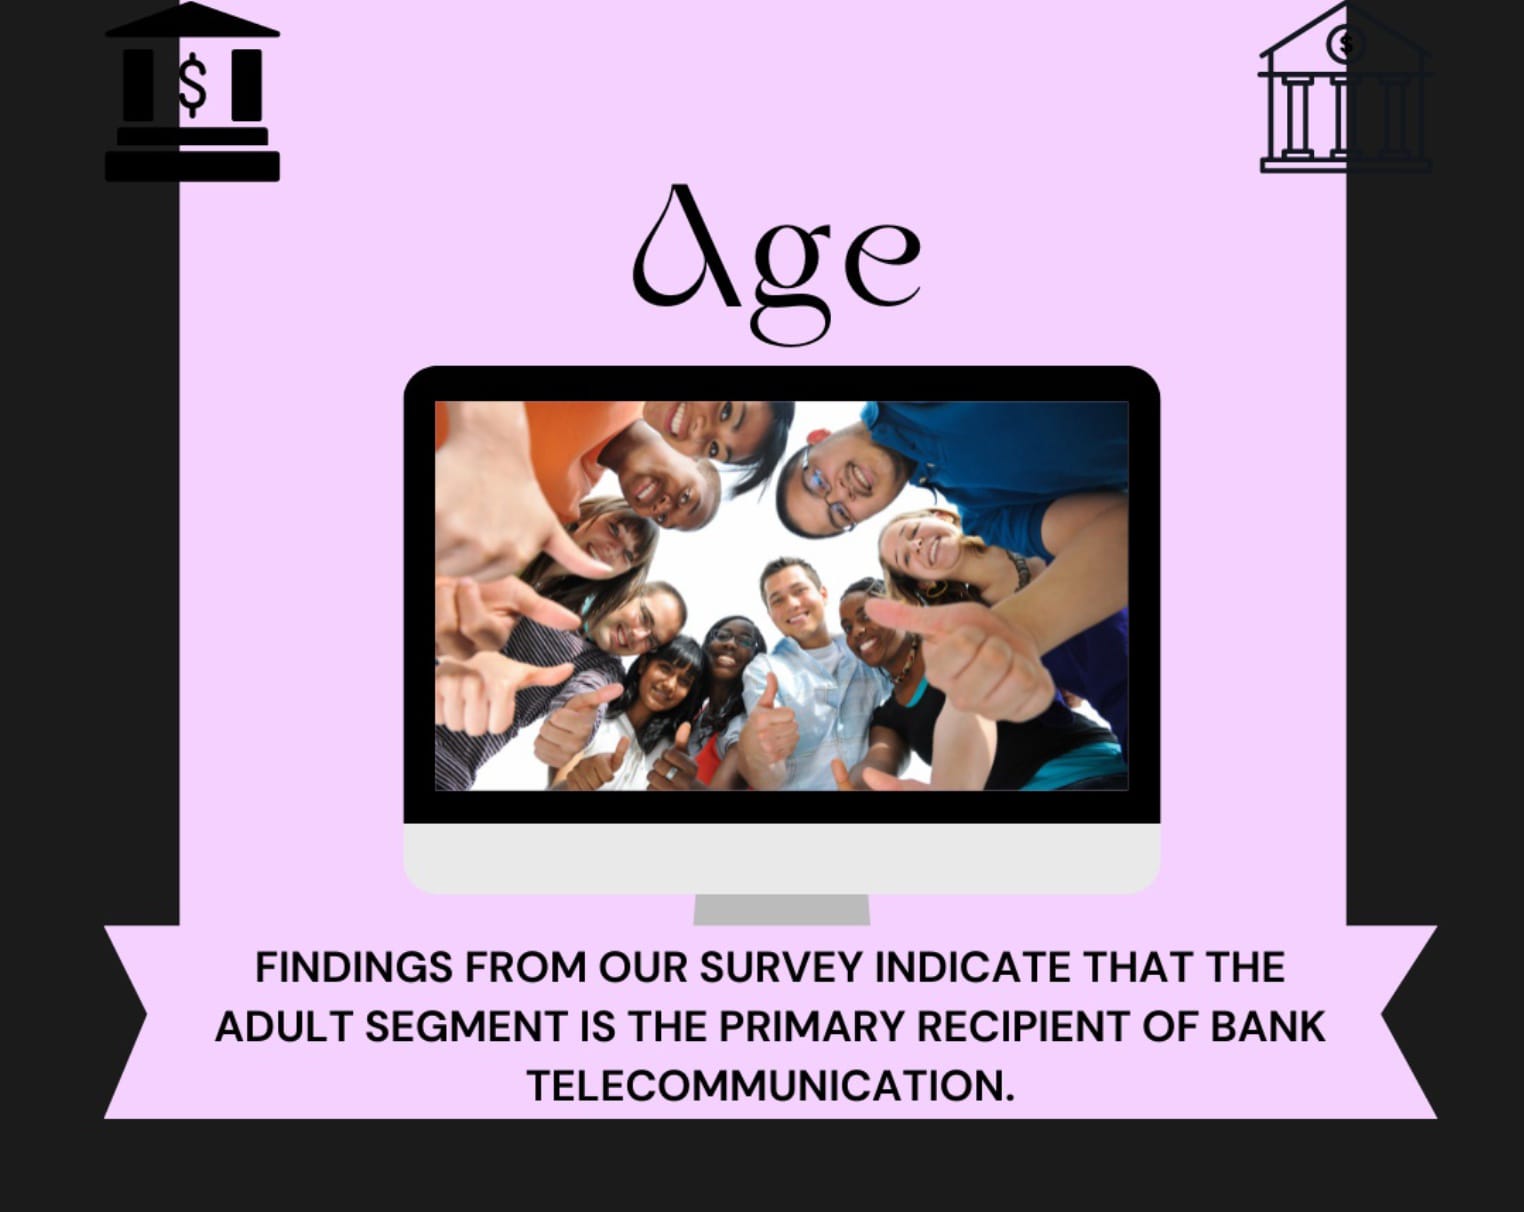 $
$
Age
FINDINGS FROM OUR SURVEY INDICATE THAT THE
ADULT SEGMENT IS THE PRIMARY RECIPIENT OF BANK
TELECOMMUNICATION.